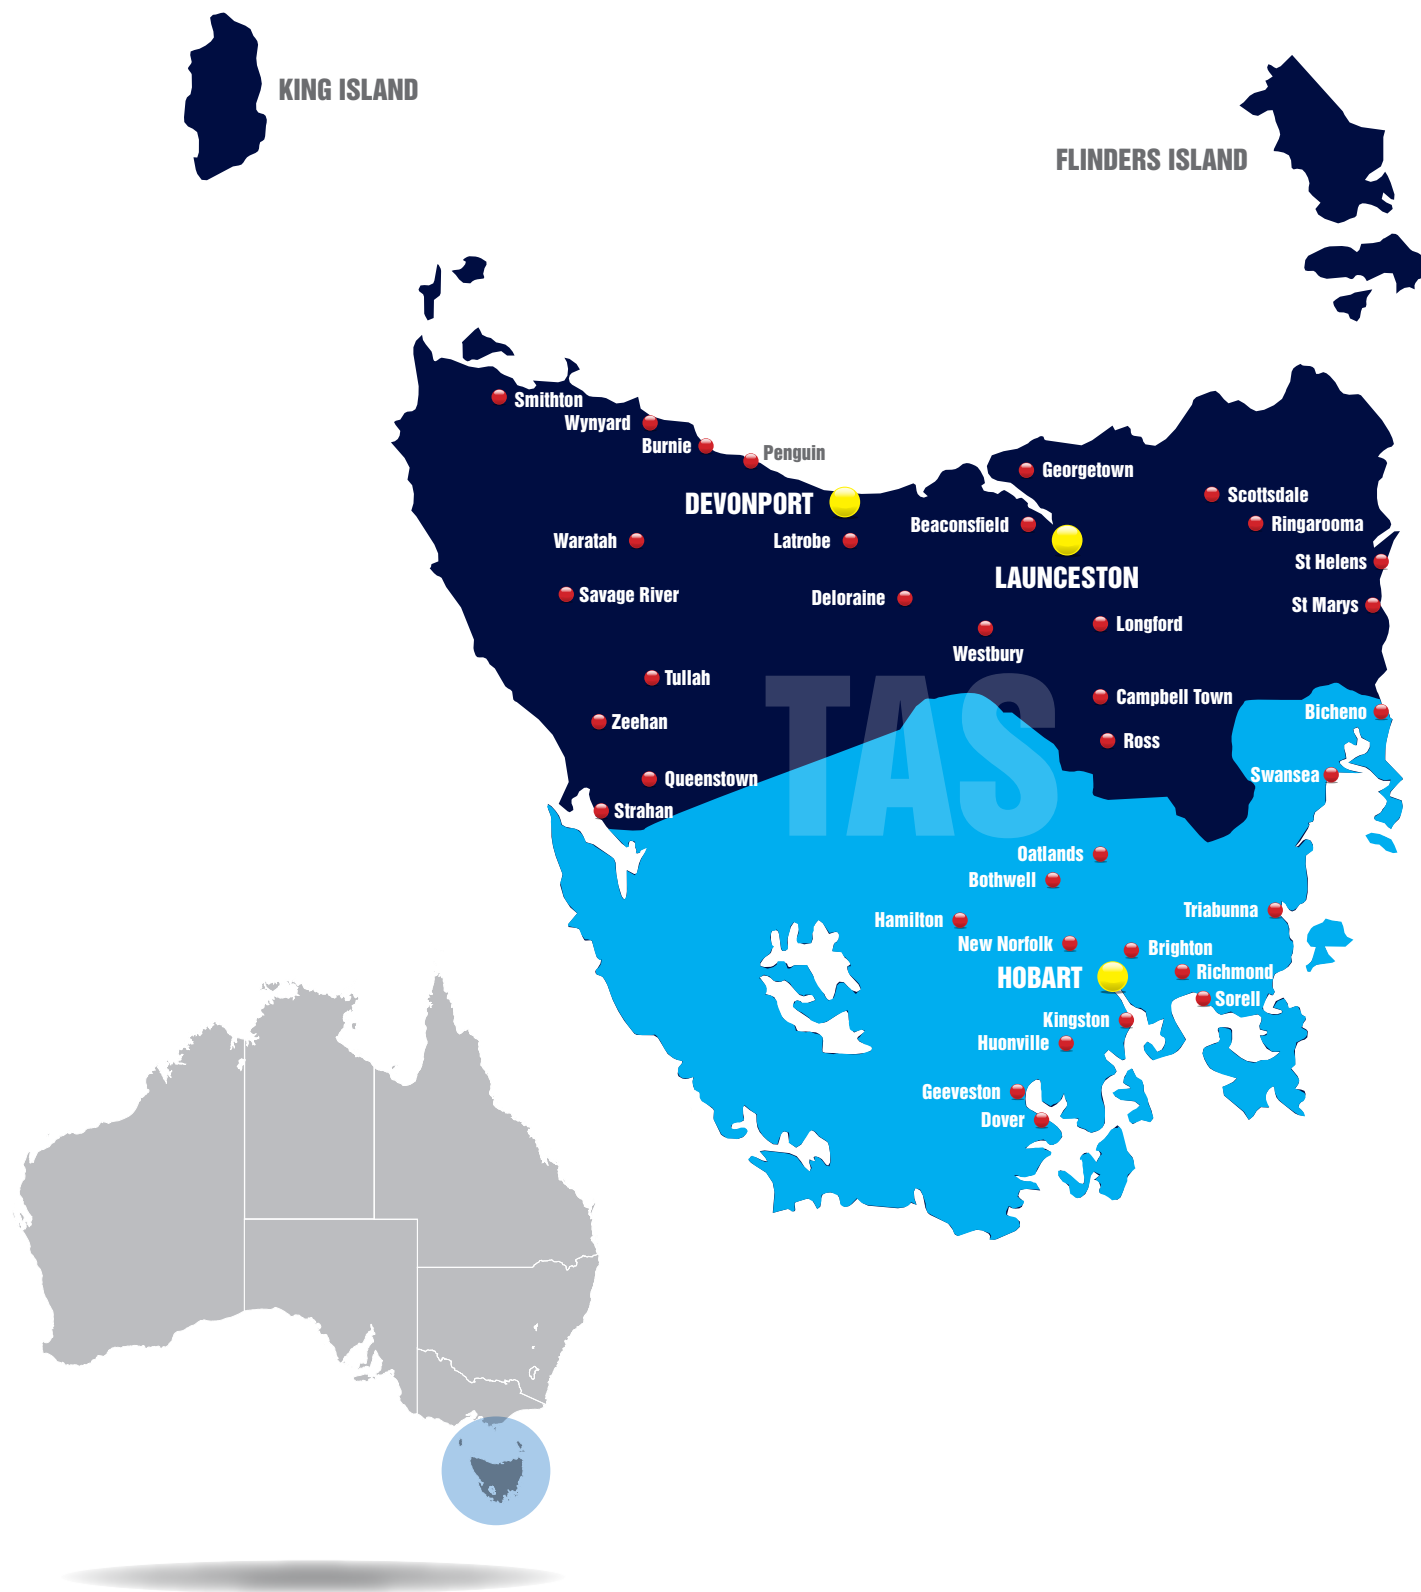 KING ISLAND
FLINDERS ISLAND
Smithton
Wynyard
Burnie
Penguin
Georgetown
DEVONPORT
Scottsdale
Beaconsfield
Ringarooma
Waratah
Latrobe
St Helens
LAUNCESTON
Savage River
Deloraine
St Marys
Longford
Westbury
Tullah
TAS
Campbell Town
Bicheno
Zeehan
Ross
Swansea
Queenstown
Strahan
Oatlands
Bothwell
Triabunna
Hamilton
New Norfolk
Brighton
HOBART
Richmond
Sorell
Kingston
Huonville
Geeveston
Dover